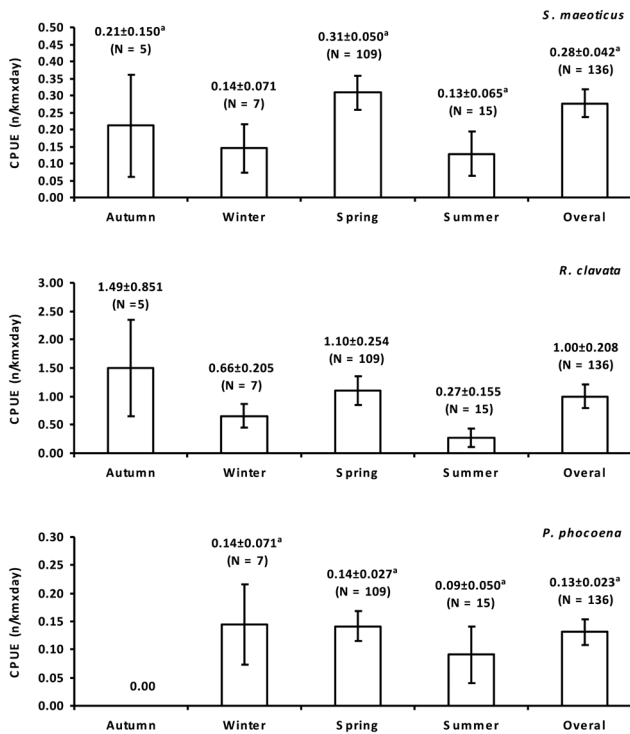 S. maeoticus
CPUE (n/kmxday)
0.50
0.45
0.40
0.35
0.30
0.25
0.20
0.15
0.10
0.05
0.00
0.21±0.150ᵃ
(N = 5)
0.14±0.071
(N = 7)
0.31±0.050ᵃ
(N = 109)
0.13±0.065ᵃ
(N = 15)
0.28±0.042ᵃ
(N = 136)
Autumn Winter Spring Summer Overal
R. clavata
CPUE (n/kmxday)
3.00
2.50
2.00
1.50
1.00
0.50
0.00
1.49±0.851
(N =5)
0.66±0.205
(N = 7)
1.10±0.254
(N = 109)
0.27±0.155
(N = 15)
1.00±0.208
(N = 136)
Autumn Winter Spring Summer Overal
P. phocoena
CPUE (n/kmxday)
0.30
0.25
0.20
0.15
0.10
0.05
0.00
0.00
0.14±0.071ᵃ
(N = 7)
0.14±0.027ᵃ
(N = 109)
0.09±0.050ᵃ
(N = 15)
0.13±0.023ᵃ
(N = 136)
Autumn Winter Spring Summer Overal